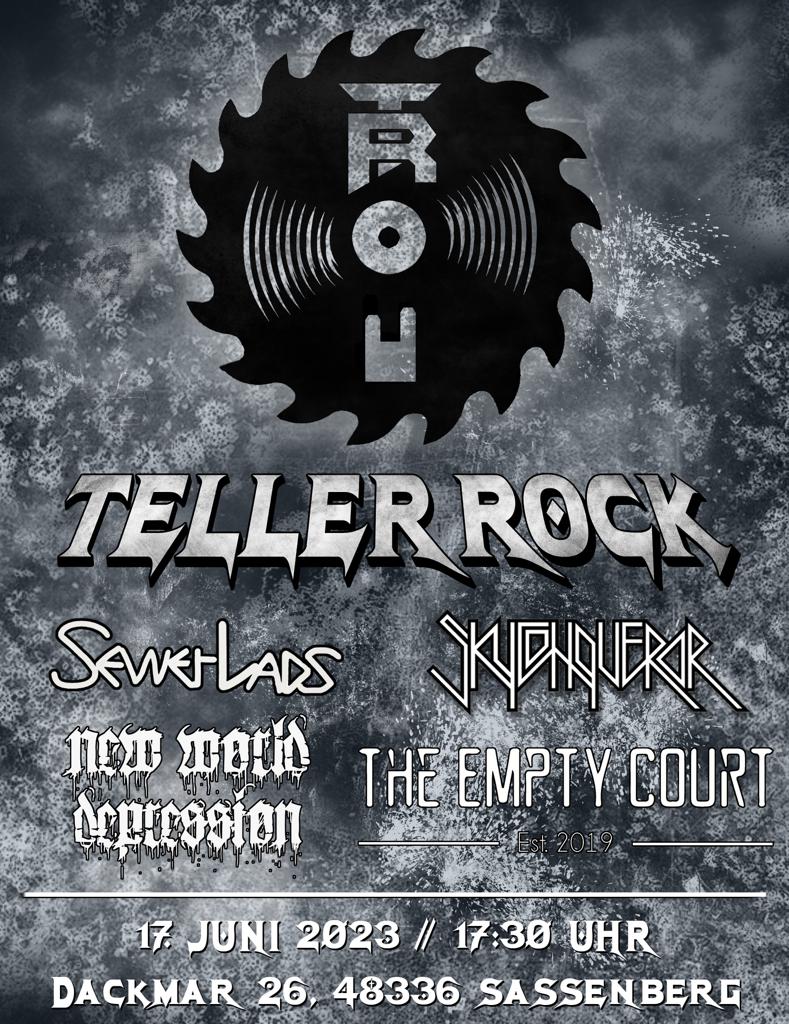 TROU
TELLER ROCK
SewerLads
SKYCONQUEROR
new world
depression
THE EMPTY COURT
Est. 2019
17. JUNI 2023 // 17:30 UHR
DACKMAR 26, 48336 SASSENBERG